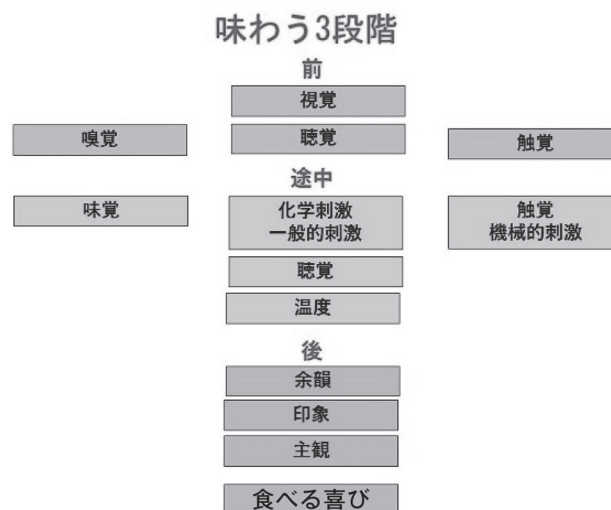 味わう3段階
前
視覚
嗅覚
聴覚
触覚
途中
味覚
化学刺激
一般的刺激
触覚
機械的刺激
聴覚
温度
後
余韻
印象
主観
食べる喜び